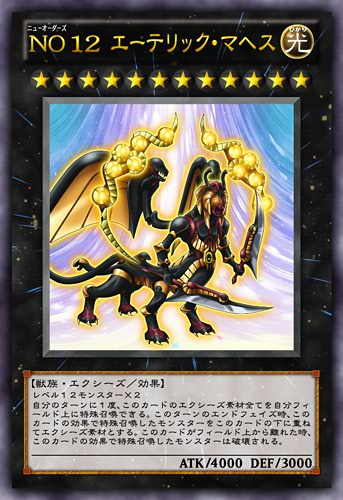 ニューオーダーズ
NO12 エーテリック・マヘス
ひかり
光
【獣族・エクシーズ/効果】
レベル12モンスター×2
自分のターンに1度、このカードのエクシーズ素材全てを自分フィ
ールド上に特殊召喚できる。このターンのエンドフェイズ時、この
カードの効果で特殊召喚したモンスターをこのカードの下に重ね
てエクシーズ素材とする。このカードがフィールド上から離れた時、
このカードの効果で特殊召喚したモンスターは破壊される。
ATK/4000 DEF/3000